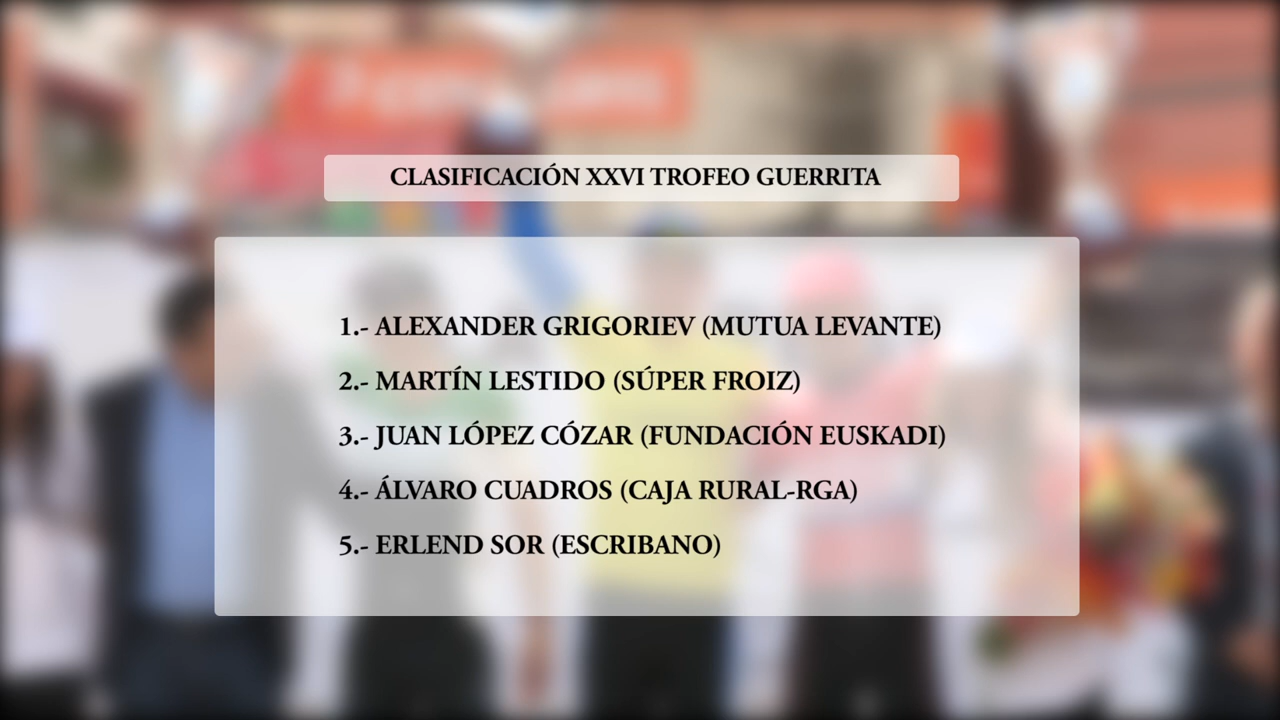 CLASIFICACIÓN XXVI TROFEO GUERRITA
1.- ALEXANDER GRIGORIEV (MUTUA LEVANTE)
2.- MARTÍN LESTIDO (SÚPER FROIZ)
3.- JUAN LÓPEZ CÓZAR (FUNDACIÓN EUSKADI)
4.- ÁLVARO CUADROS (CAJA RURAL-RGA)
5.- ERLEND SOR (ESCRIBANO)